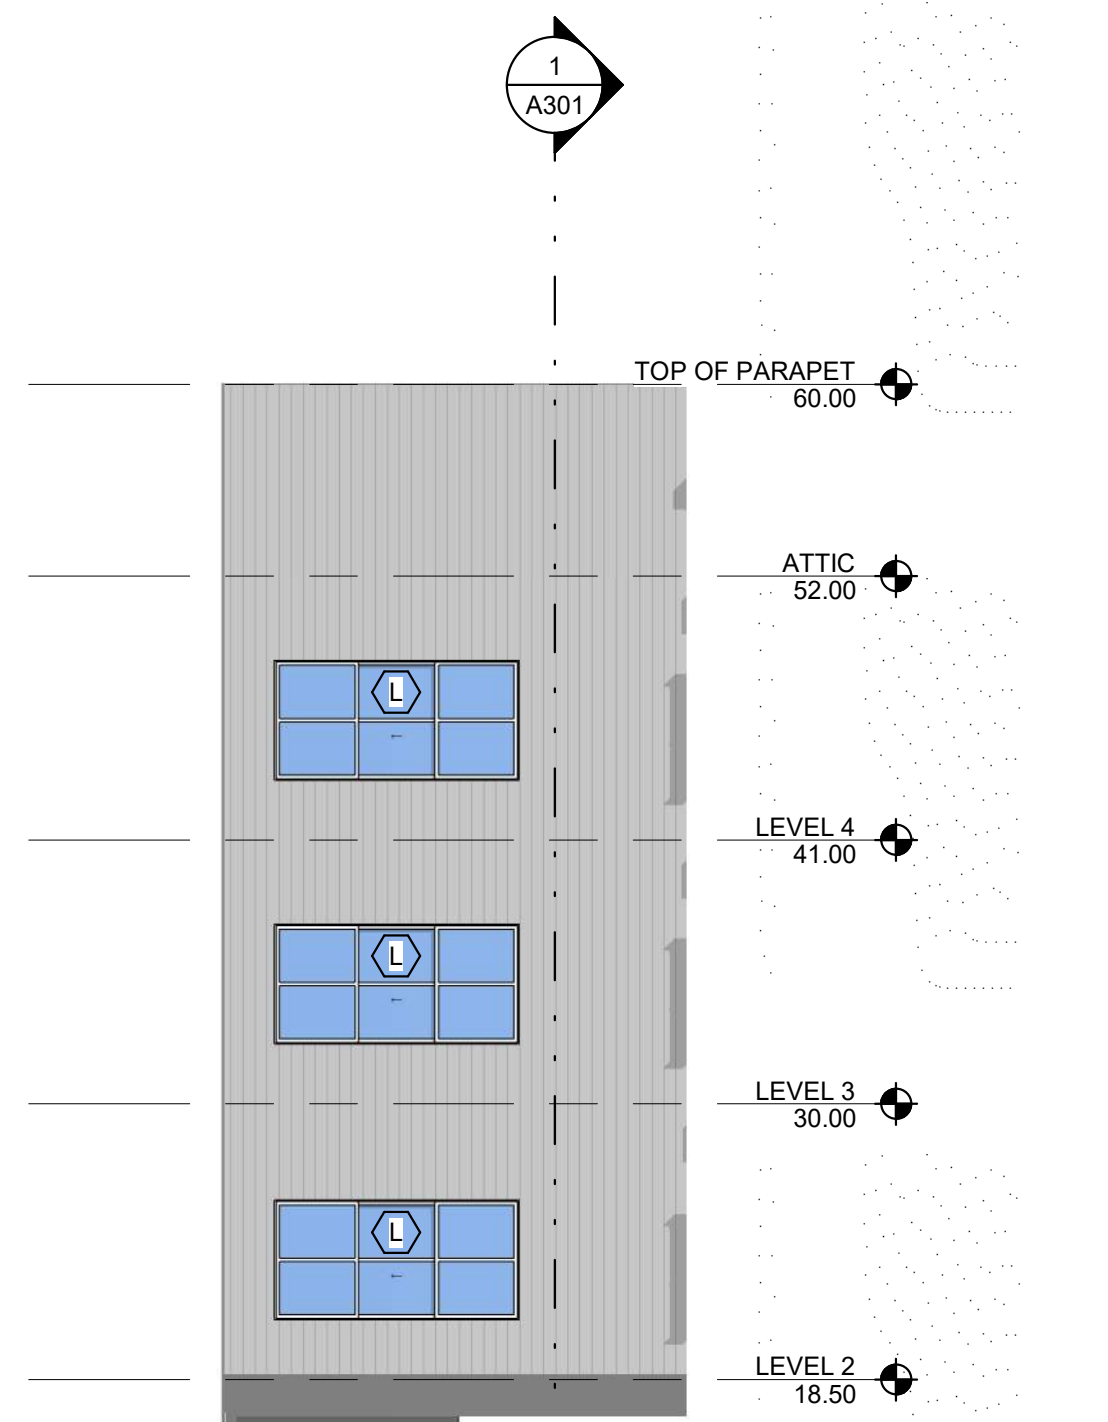 1
A301
TOP OF PARAPET
60.00
ATTIC
52.00
L
LEVEL 4
41.00
L
LEVEL 3
30.00
L
LEVEL 2
18.50